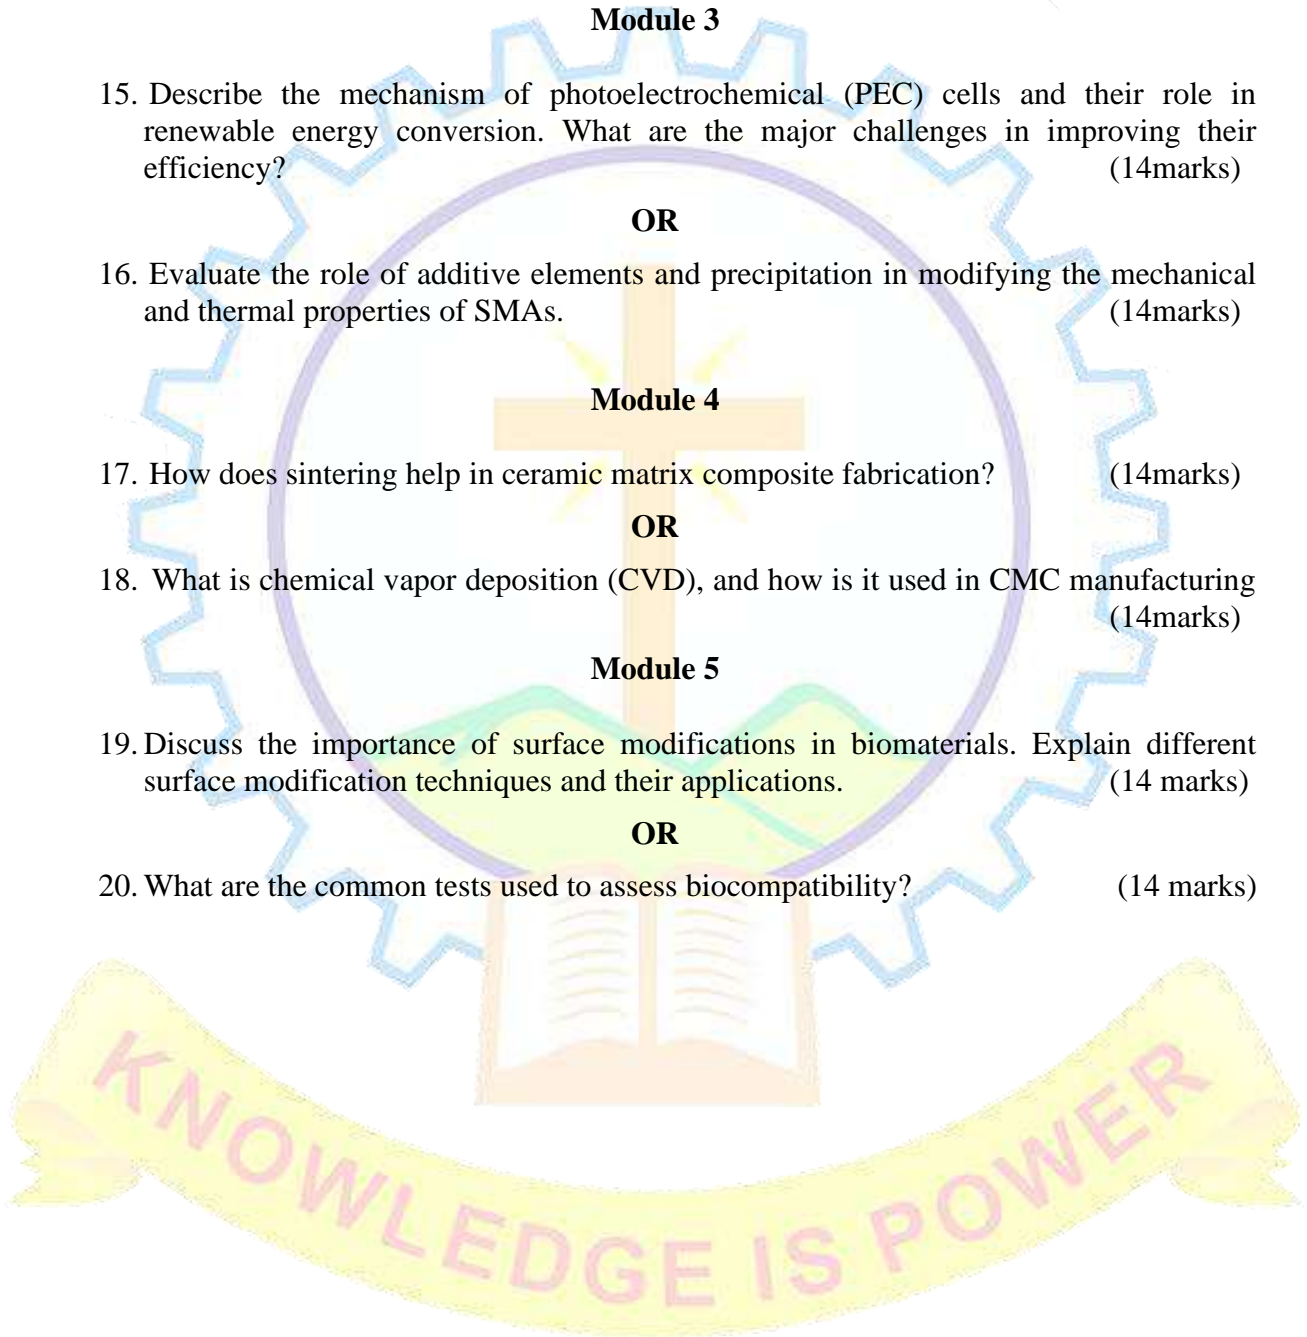 Module 3
15. Describe the mechanism of photoelectrochemical (PEC) cells and their role in
renewable energy conversion. What are the major challenges in improving their
efficiency? (14marks)
OR
16. Evaluate the role of additive elements and precipitation in modifying the mechanical
and thermal properties of SMAs. (14marks)
Module 4
17. How does sintering help in ceramic matrix composite fabrication? (14marks)
OR
18. What is chemical vapor deposition (CVD), and how is it used in CMC manufacturing
(14marks)
Module 5
19. Discuss the importance of surface modifications in biomaterials. Explain different
surface modification techniques and their applications. (14 marks)
OR
20. What are the common tests used to assess biocompatibility? (14 marks)
KNOWLEDGE IS POWER